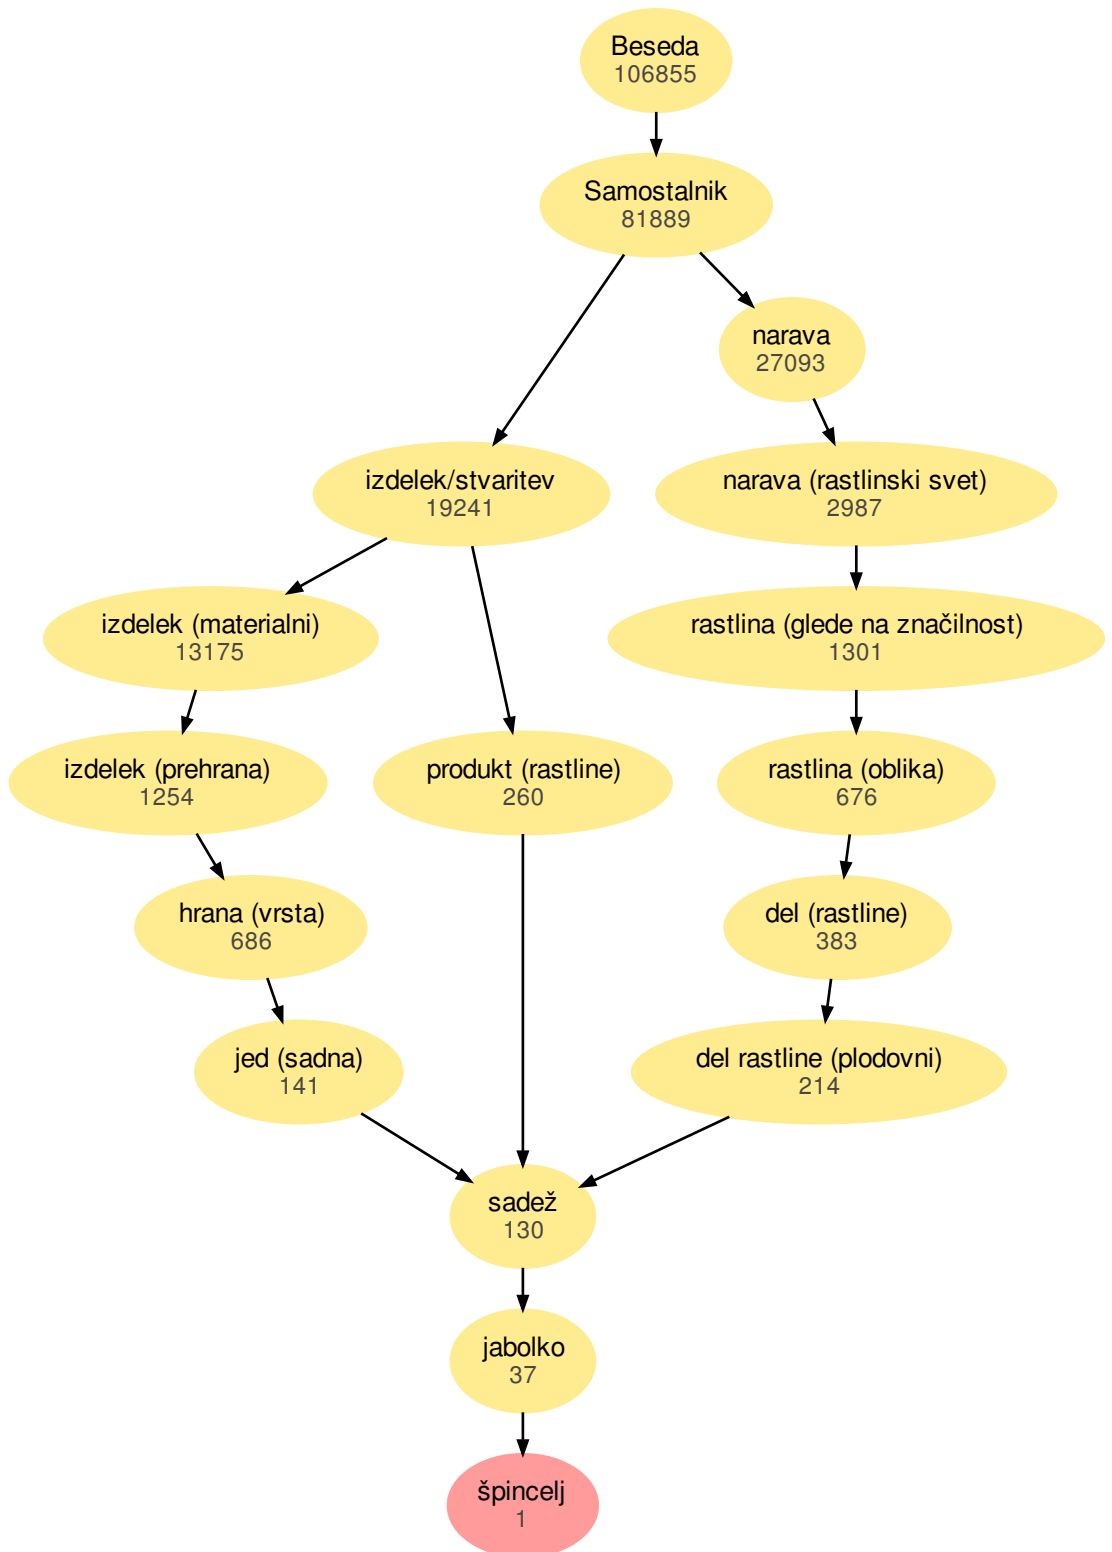 Beseda
106855
Samostalnik
81889
narava
27093
izdelek/stvaritev
19241
narava (rastlinski svet)
2987
izdelek (materialni)
13175
rastlina (glede na značilnost)
1301
izdelek (prehrana)
1254
produkt (rastline)
260
rastlina (oblika)
676
hrana (vrsta)
686
del (rastline)
383
jed (sadna)
141
del rastline (plodovni)
214
sadež
130
jabolko
37
špincelj
1